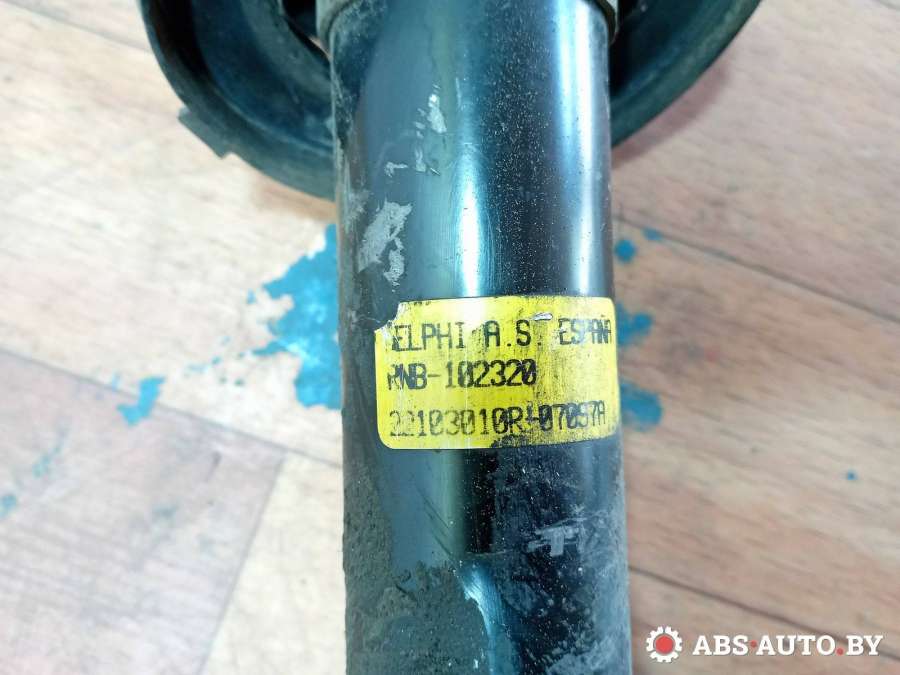 ELPHI A.S. ESPAÑA
RNB-102320
22103010R-07097A
ABS-AUTO.BY